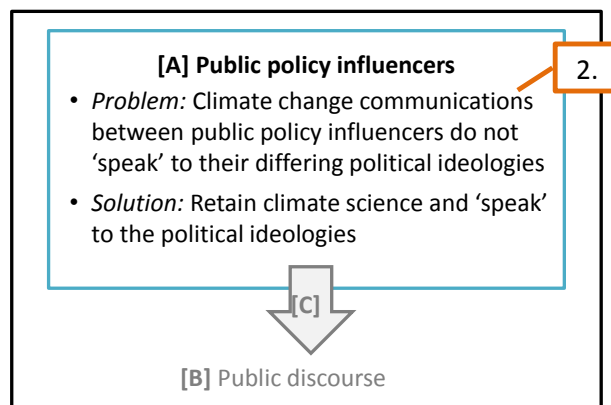 [A] Public policy influencers
2.
• Problem: Climate change communications
between public policy influencers do not
‘speak’ to their differing political ideologies
• Solution: Retain climate science and ‘speak’
to the political ideologies
[C]
[B] Public discourse